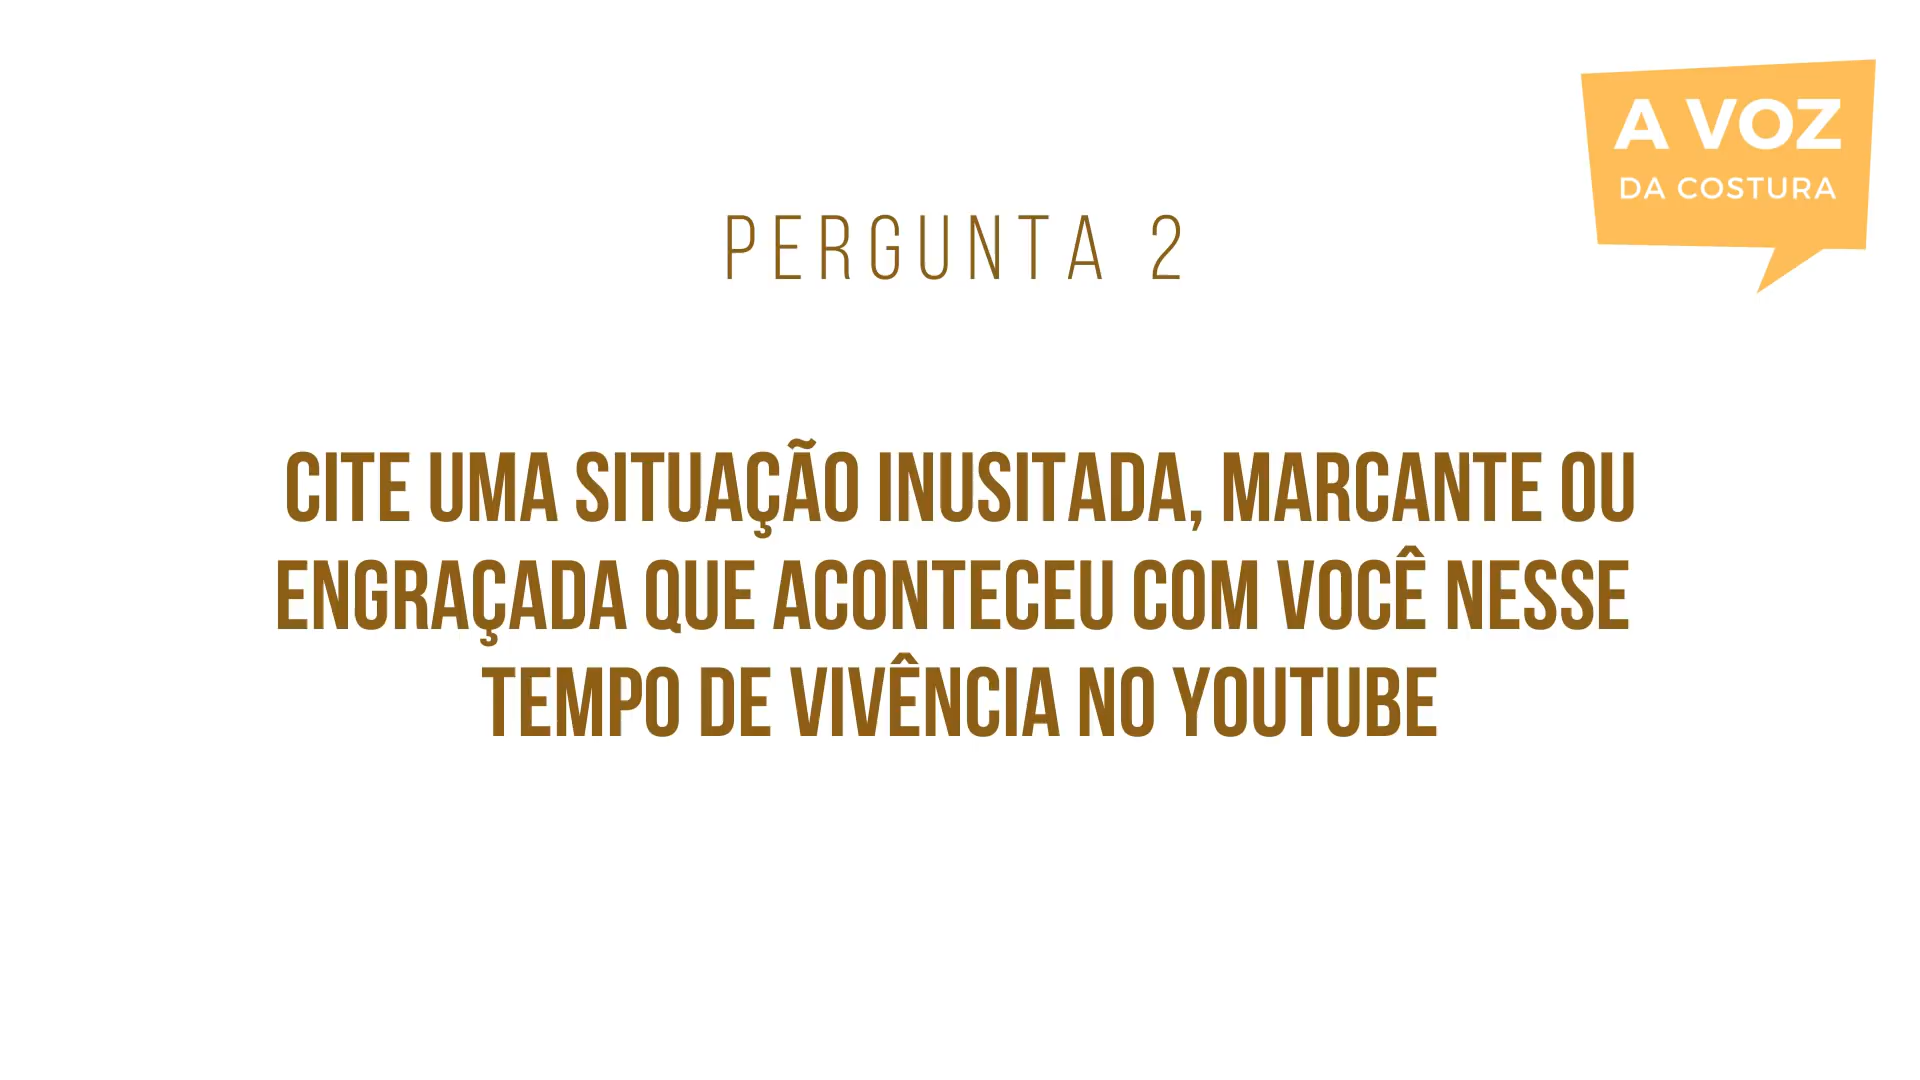 A VOZ
DA COSTURA
PERGUNTA 2
CITE UMA SITUAÇÃO INUSITADA, MARCANTE OU
ENGRAÇADA QUE ACONTECEU COM VOCÊ NESSE
TEMPO DE VIVÊNCIA NO YOUTUBE